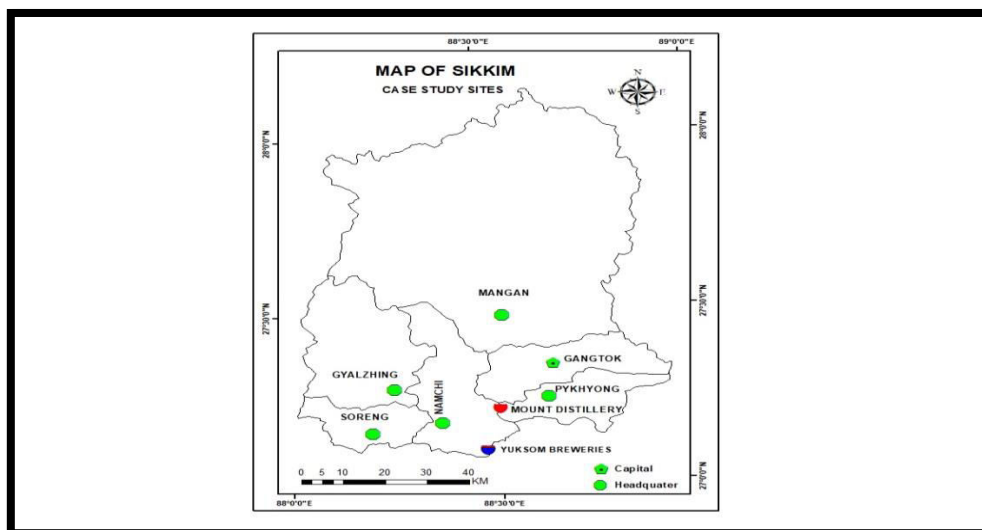 88°30'0"E 89°0'0"E
MAP OF SIKKIM
CASE STUDY SITES
N
W E
S
28°0'0"N 28°0'0"N
MANGAN
27°30'0"N 27°30'0"N
GANGTOK
GYALZHING
PYKHYONG
NAMCHI
MOUNT DISTILLERY
SORENG
YUKSOM BREWERIES
Capital
0 5 10 20 30 40
KM
Headquater
27°0'0"N
88°0'0"E 88°30'0"E